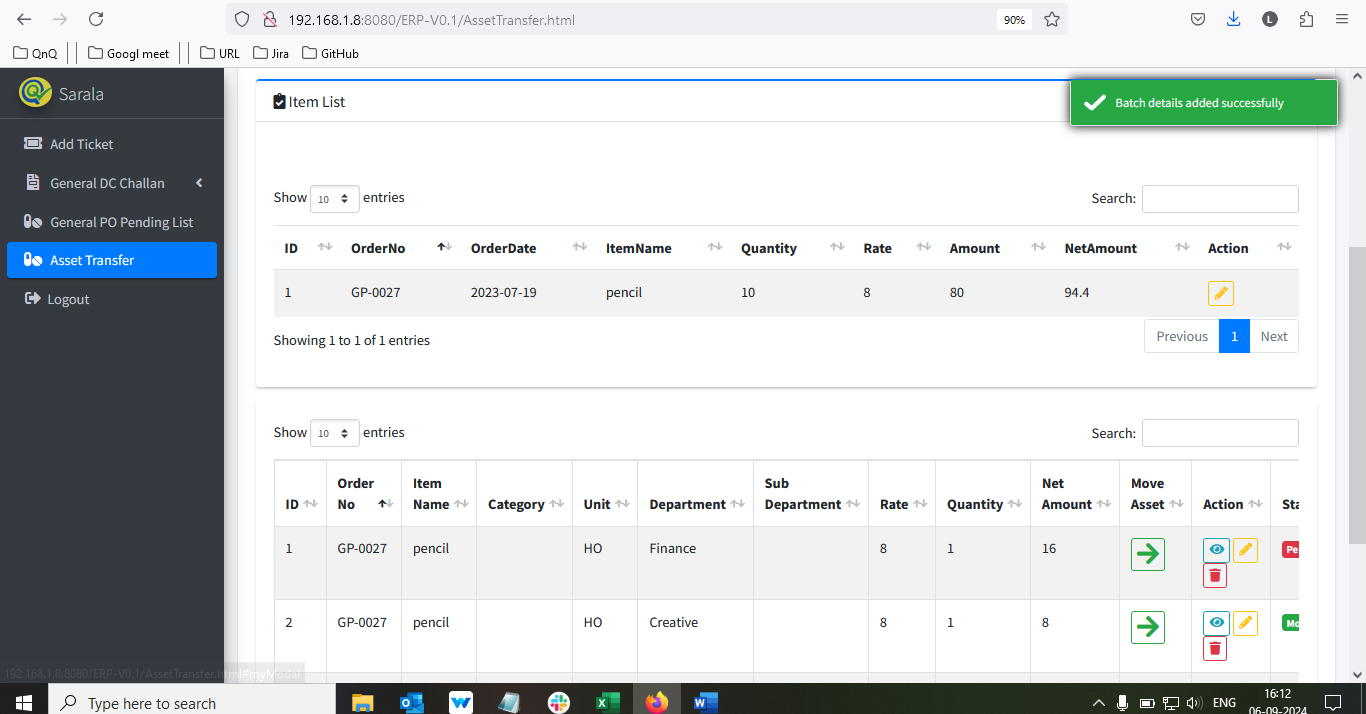 192.168.1.8:8080/ERP-V0.1/AssetTransfer.html 90% L
QnQ Googl meet URL Jira GitHub
Sarala
Add Ticket
General DC Challan
General PO Pending List
Asset Transfer
Logout
Item List
Batch details added successfully
Show 10 entries Search:
ID OrderNo OrderDate ItemName Quantity Rate Amount NetAmount Action
1 GP-0027 2023-07-19 pencil 10 8 80 94.4
Showing 1 to 1 of 1 entries
Previous 1 Next
Show 10 entries Search:
Order Item Sub Net Move
ID No Name Category Unit Department Department Rate Quantity Amount Asset Action Sta
1 GP-0027 pencil HO Finance 8 1 16 Pe
2 GP-0027 pencil HO Creative 8 1 8 Mo
192.168.1.8:8080/ERP-V0.1/AssetTransfer.html#myModal
Type here to search
ENG 16:12
06-09-2024